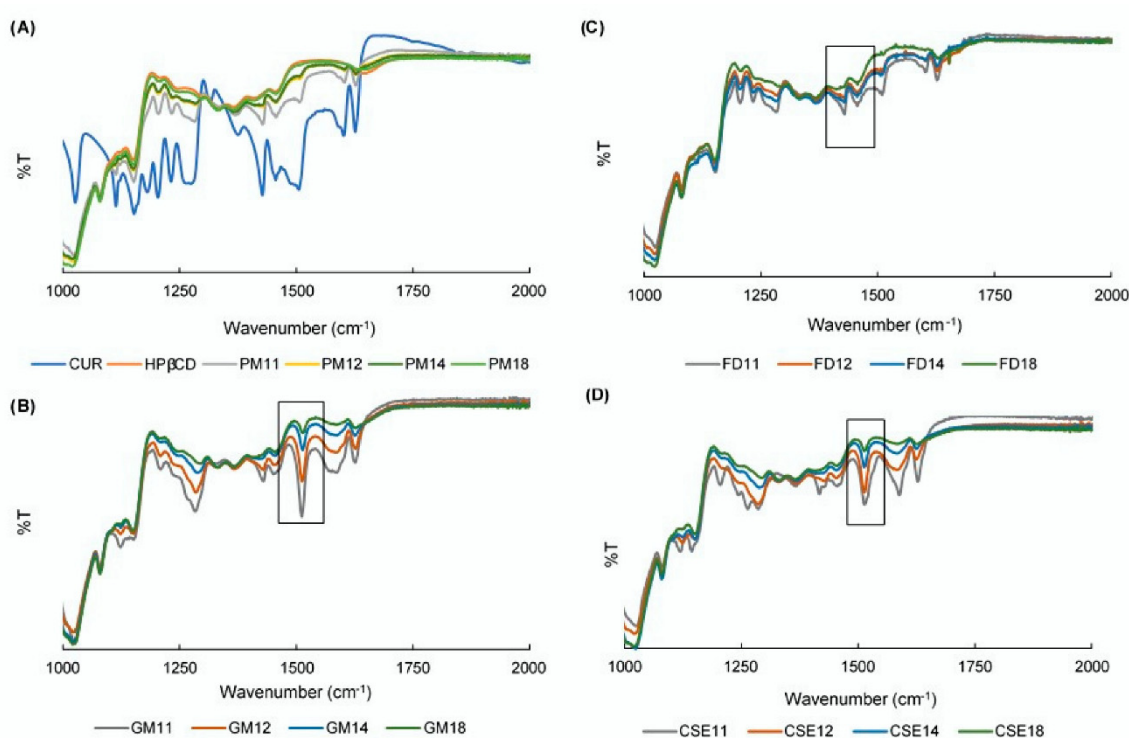 (A)
%T
1000 1250 1500 1750 2000
Wavenumber (cm⁻¹)
CUR HPβCD PM11 PM12 PM14 PM18
(B)
%T
1000 1250 1500 1750 2000
Wavenumber (cm⁻¹)
GM11 GM12 GM14 GM18
(C)
%T
1000 1250 1500 1750 2000
Wavenumber (cm⁻¹)
FD11 FD12 FD14 FD18
(D)
%T
1000 1250 1500 1750 2000
Wavenumber (cm⁻¹)
CSE11 CSE12 CSE14 CSE18